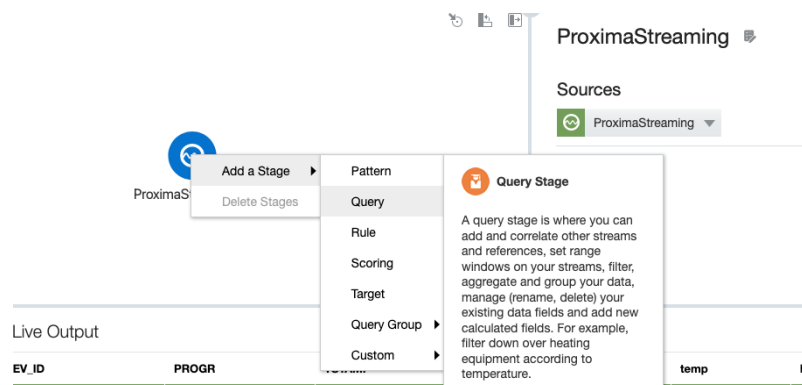 ProximaStreaming
Sources
ProximaStreaming
Add a Stage
Delete Stages
Pattern
Query
Rule
Scoring
Target
Query Group
Custom
Query Stage
A query stage is where you can
add and correlate other streams
and references, set range
windows on your streams, filter,
aggregate and group your data,
manage (rename, delete) your
existing data fields and add new
calculated fields. For example,
filter down over heating
equipment according to
temperature.
Live Output
EV_ID PROGR temp